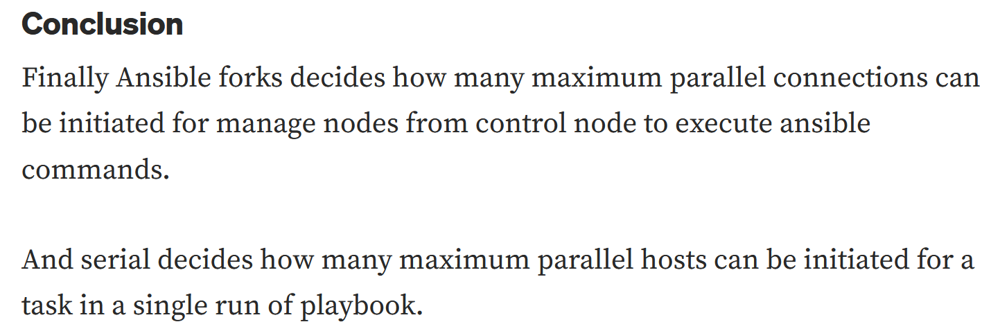 Conclusion
Finally Ansible forks decides how many maximum parallel connections can
be initiated for manage nodes from control node to execute ansible
commands.
And serial decides how many maximum parallel hosts can be initiated for a
task in a single run of playbook.